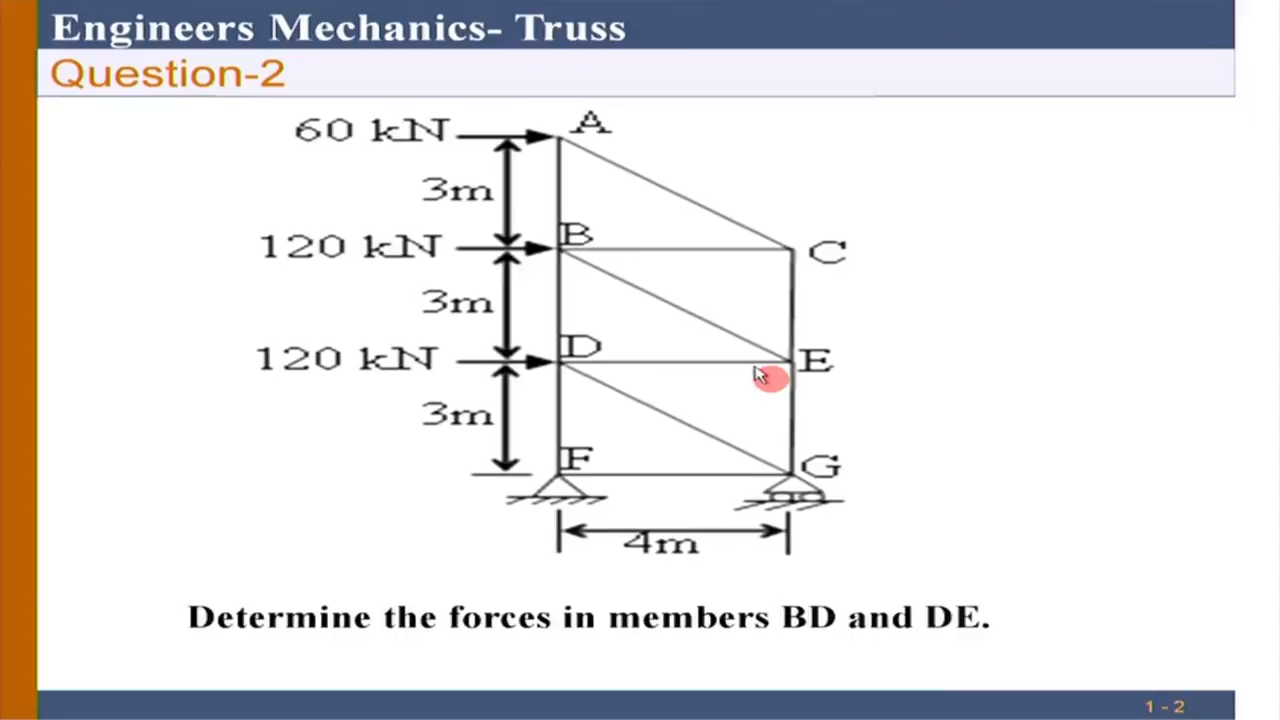 Engineers Mechanics- Truss
Question-2
60 kN
A
3m
B
120 kN
C
3m
D
120 kN
E
3m
F
G
4m
Determine the forces in members BD and DE.
1 - 2